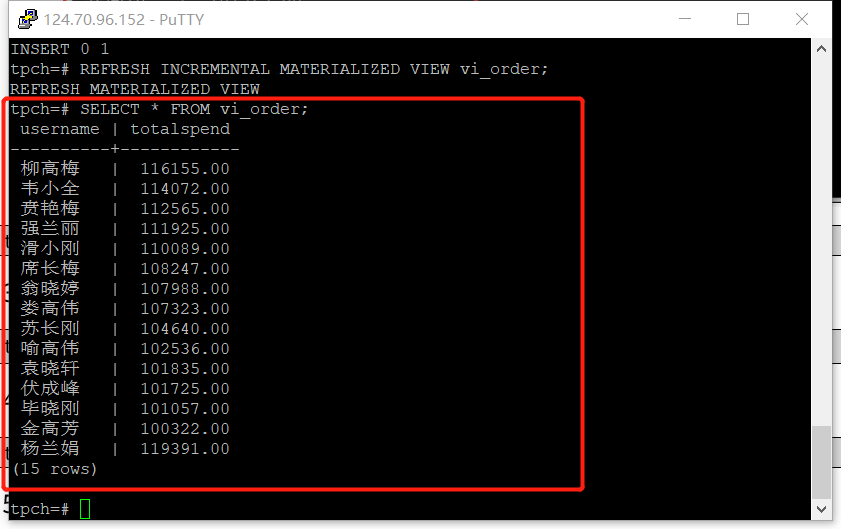 124.70.96.152 - PuTTY
INSERT 0 1
tpch=# REFRESH INCREMENTAL MATERIALIZED VIEW vi_order;
REFRESH MATERIALIZED VIEW
tpch=# SELECT * FROM vi_order;
 username | totalspend
----------+------------
 柳高梅   |  116155.00
 韦小全   |  114072.00
 贲艳梅   |  112565.00
 强兰丽   |  111925.00
 滑小刚   |  110089.00
 席长梅   |  108247.00
 翁晓婷   |  107988.00
 娄高伟   |  107323.00
 苏长刚   |  104640.00
 喻高伟   |  102536.00
 袁晓轩   |  101835.00
 伏成峰   |  101725.00
 毕晓刚   |  101057.00
 金高芳   |  100322.00
 杨兰娟   |  119391.00
(15 rows)
tpch=#